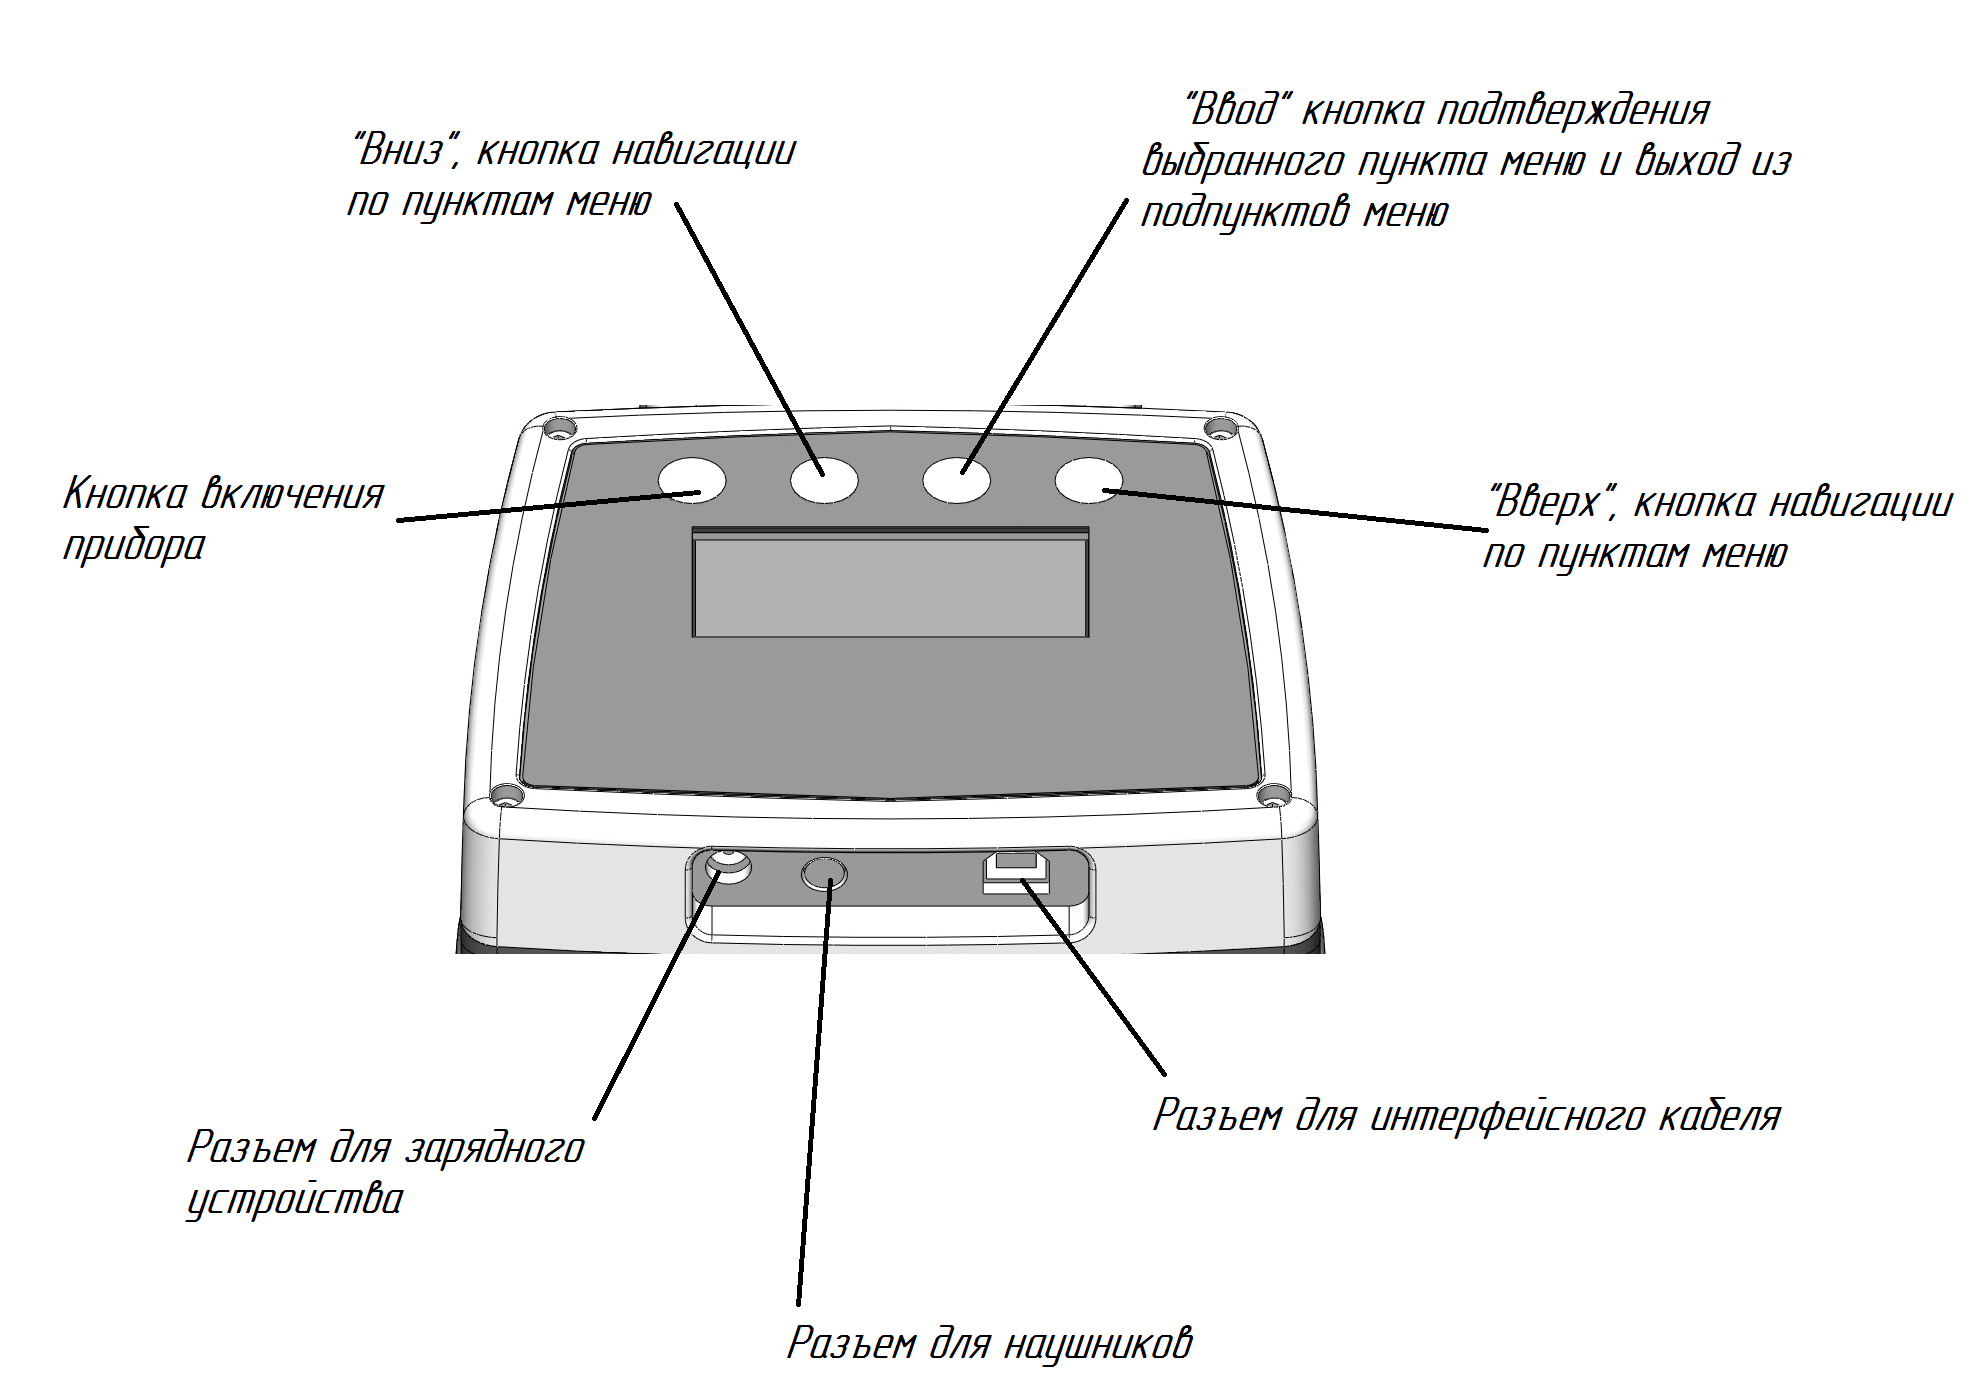 "Ввод" кнопка подтверждения
выбранного пункта меню и выход из
подпунктов меню
"Вниз", кнопка навигации
по пунктам меню
Кнопка включения
прибора
"Вверх", кнопка навигации
по пунктам меню
Разъем для интерфейсного кабеля
Разъем для зарядного
устройства
Разъем для наушников